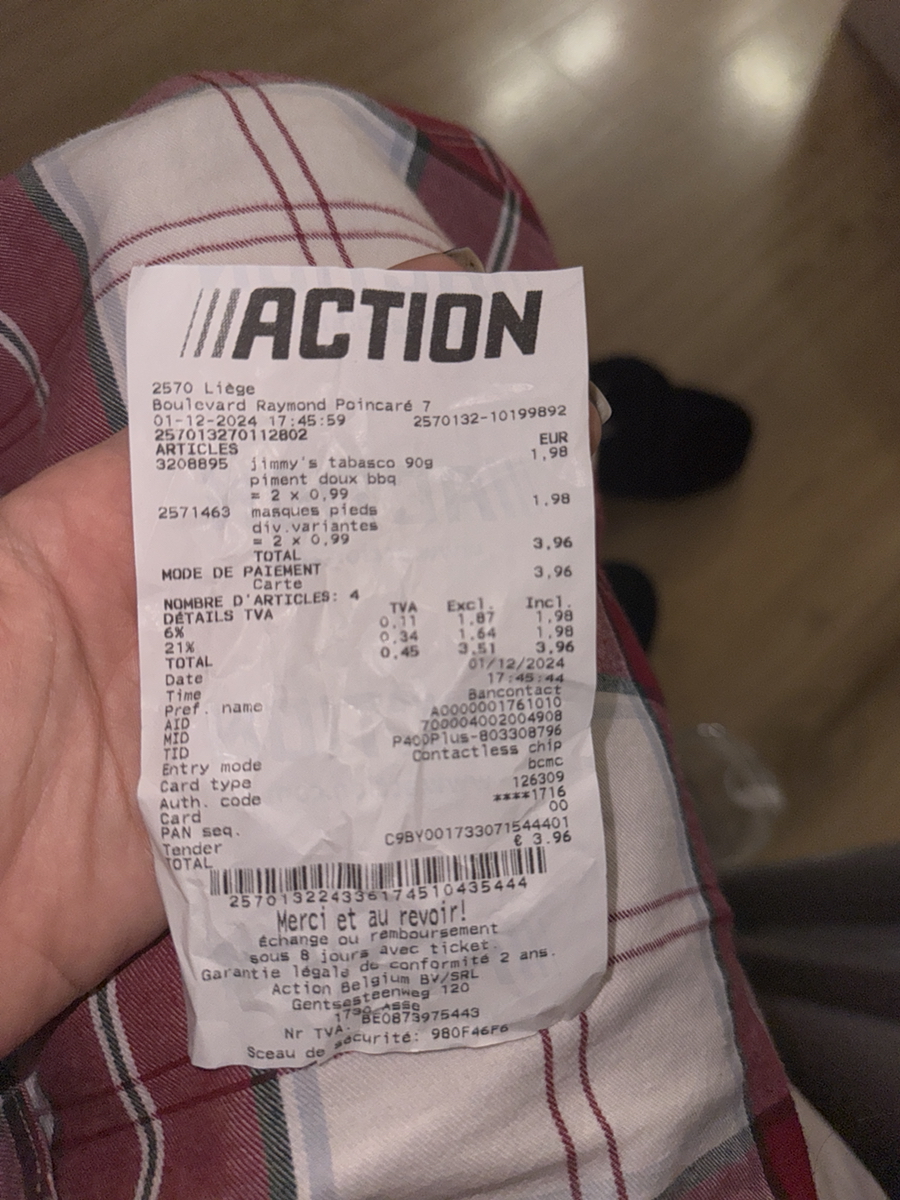 ACTION
2570 Liège
Boulevard Raymond Poincaré 7
01-12-2024 17:45:59 2570132-10199892
257013270112802
ARTICLES EUR
3208895 jimmy's tabasco 90g 1,98
piment doux bbq
= 2 x 0,99
2571463 masques pieds 1,98
div.variantes
= 2 x 0,99
TOTAL 3,96
MODE DE PAIEMENT
Carte 3,96
NOMBRE D'ARTICLES: 4
DÉTAILS TVA TVA Excl. Incl.
6% 0,11 1,87 1,98
21% 0,34 1,64 1,98
TOTAL 0,45 3,51 3,96
Date 01/12/2024
Time 17:45:44
Pref. name Bancontact
AID A0000001761010
MID 700004002004908
TID P400Plus-803308796
Entry mode Contactless chip
Card type bcmc
Auth. code 126309
Card ****1716
PAN seq. 00
Tender C9BY001733071544401
TOTAL € 3.96
257013224336174510435444
Merci et au revoir!
Échange ou remboursement
sous 8 jours avec ticket.
Garantie légale de conformité 2 ans.
Action Belgium BV/SRL
Gentsesteenweg 120
1730 Asse
Nr TVA: BE0873975443
Sceau de sécurité: 980F46F6